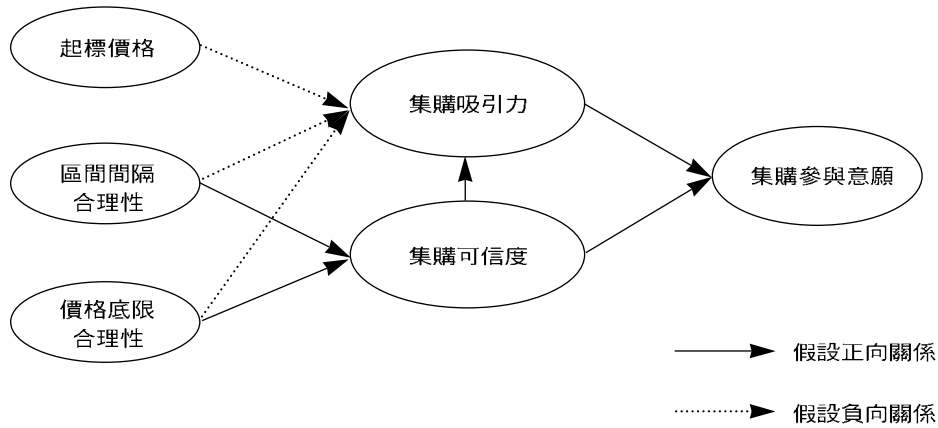 起標價格
區間間隔
合理性
價格底限
合理性
集購吸引力
集購可信度
集購參與意願
假設正向關係
假設負向關係